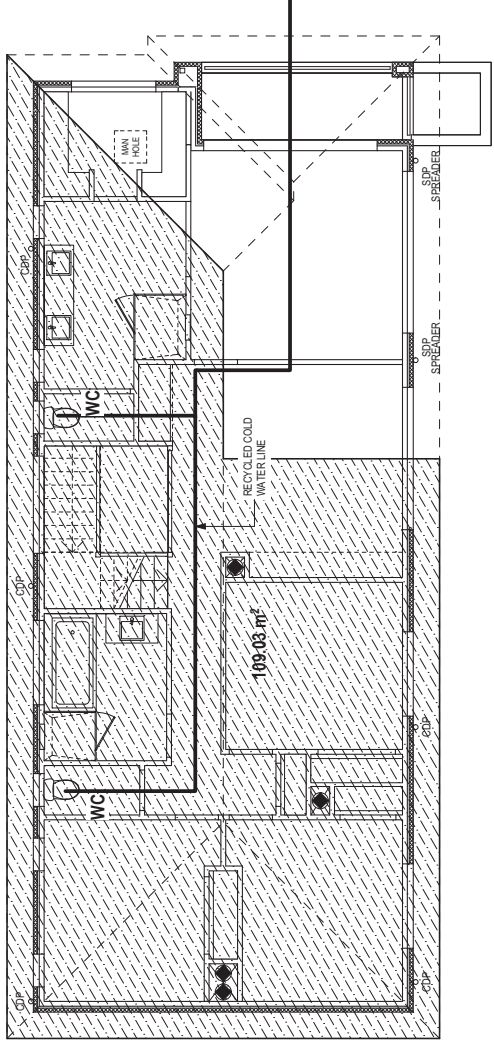 CDP
CDP
CDP
MAN
HOLE
WC
WC
RECYCLED COLD
WATER LINE
109.03 m²
SDP
SPREADER
SDP
SPREADER
CDP
CDP